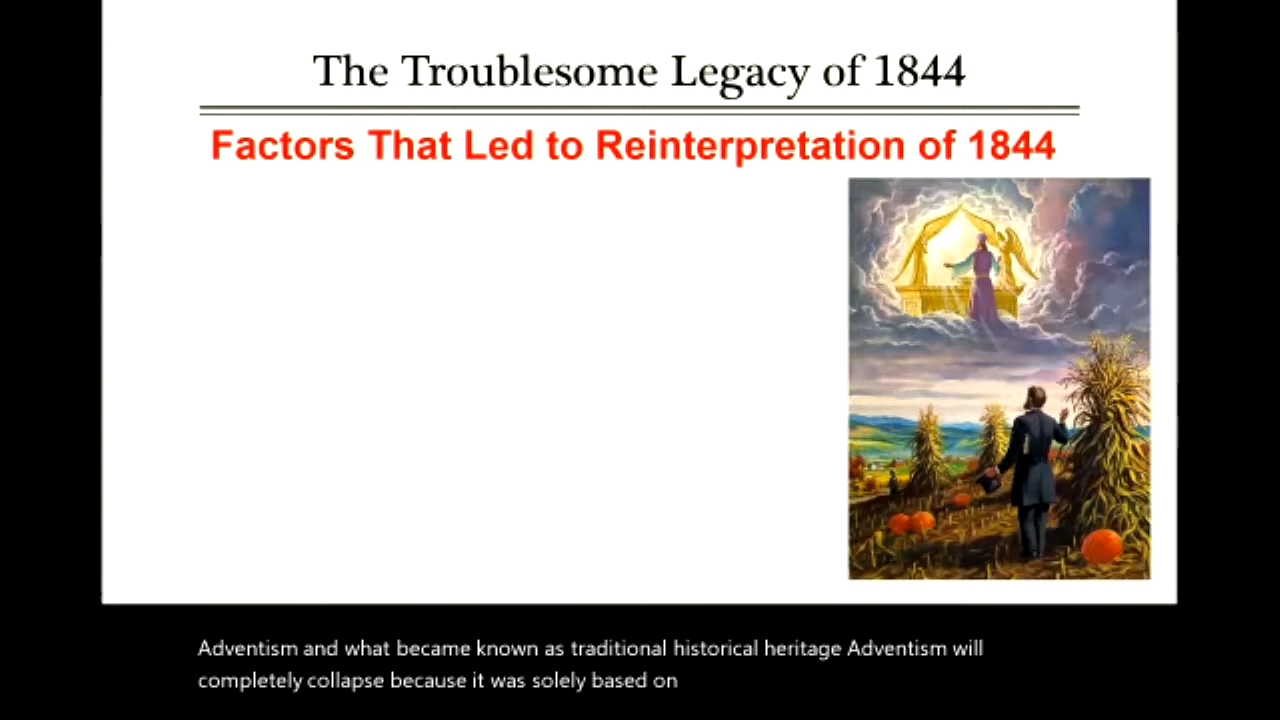 The Troublesome Legacy of 1844
Factors That Led to Reinterpretation of 1844
Adventism and what became known as traditional historical heritage Adventism will
completely collapse because it was solely based on